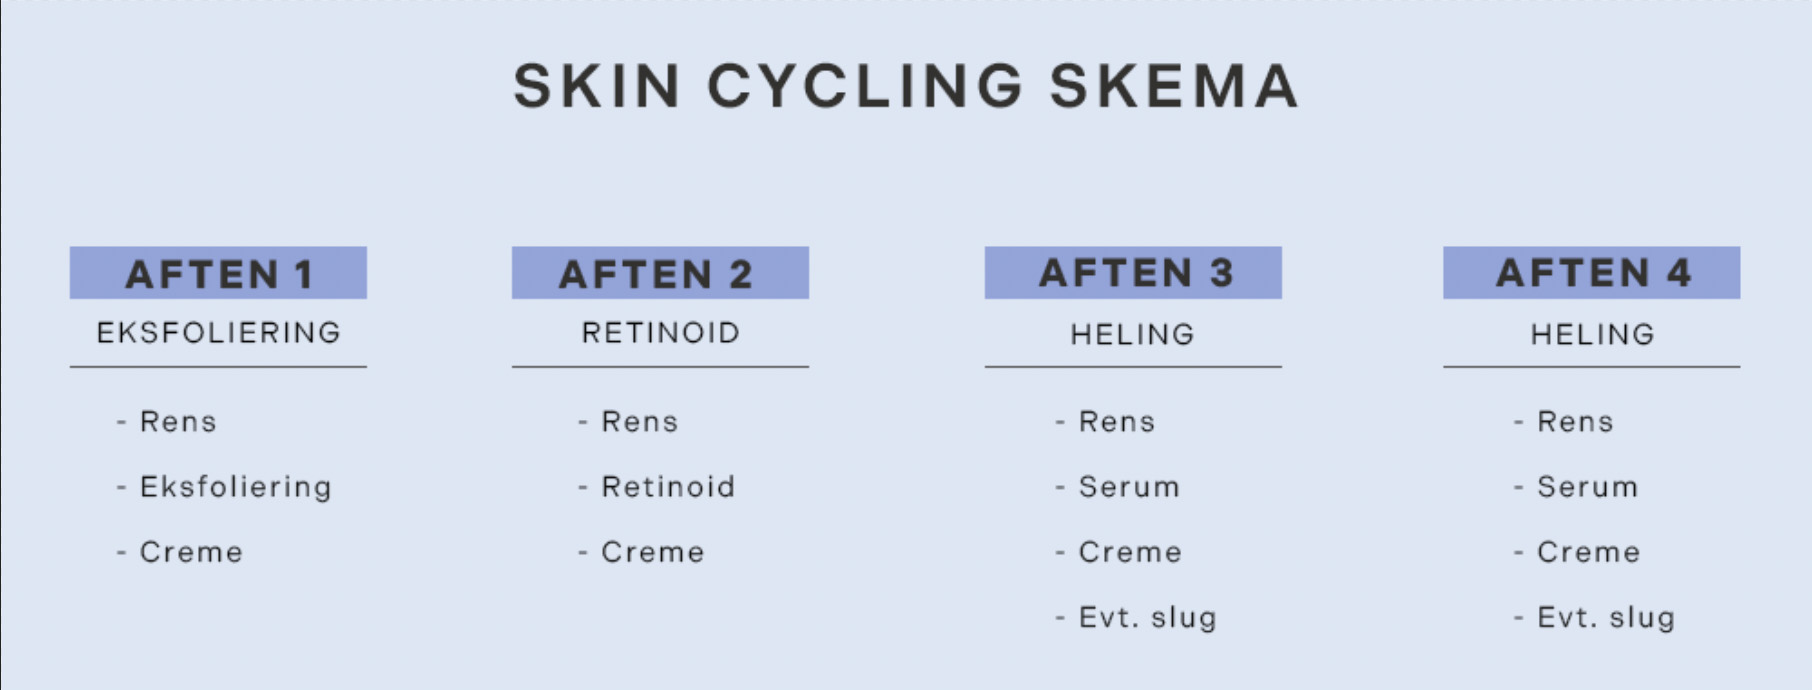 SKIN CYCLING SKEMA
AFTEN 1
EKSFOLIERING
- Rens
- Eksfoliering
- Creme
AFTEN 2
RETINOID
- Rens
- Retinoid
- Creme
AFTEN 3
HELING
- Rens
- Serum
- Creme
- Evt. slug
AFTEN 4
HELING
- Rens
- Serum
- Creme
- Evt. slug